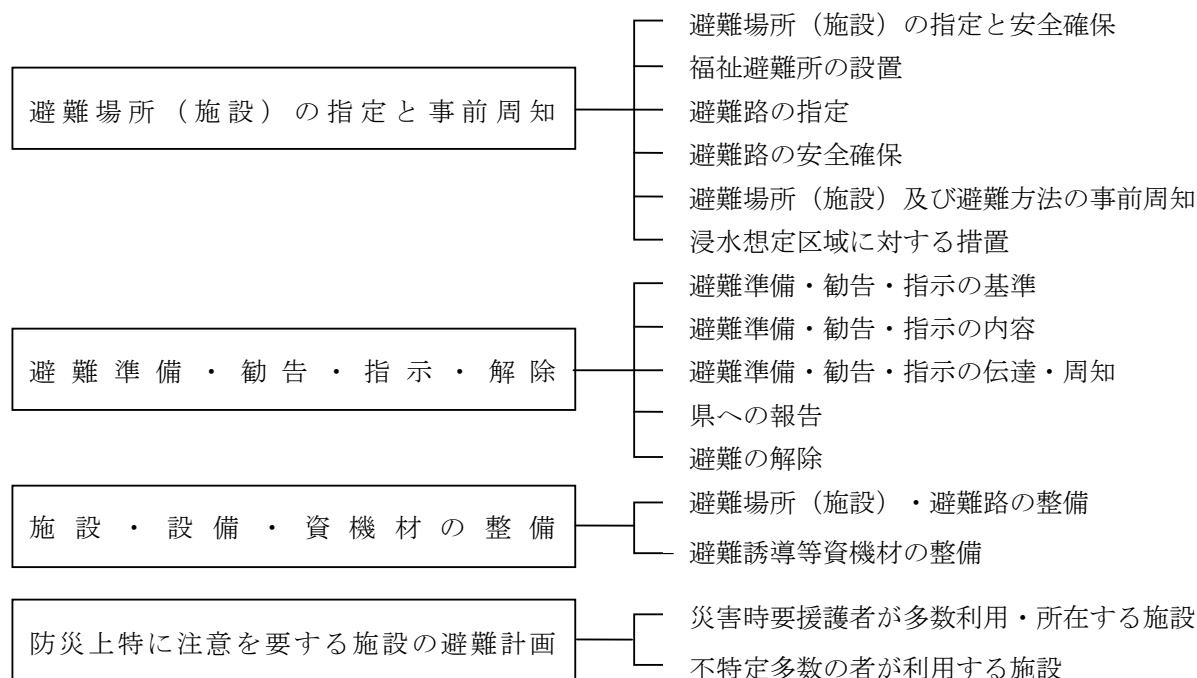 避難場所（施設）の指定と事前周知
避難場所（施設）の指定と安全確保
福祉避難所の設置
避難路の指定
避難路の安全確保
避難場所（施設）及び避難方法の事前周知
浸水想定区域に対する措置
避難準備・勧告・指示・解除
避難準備・勧告・指示の基準
避難準備・勧告・指示の内容
避難準備・勧告・指示の伝達・周知
県への報告
避難の解除
施設・設備・資機材の整備
避難場所（施設）・避難路の整備
避難誘導等資機材の整備
防災上特に注意を要する施設の避難計画
災害時要援護者が多数利用・所在する施設
不特定多数の者が利用する施設